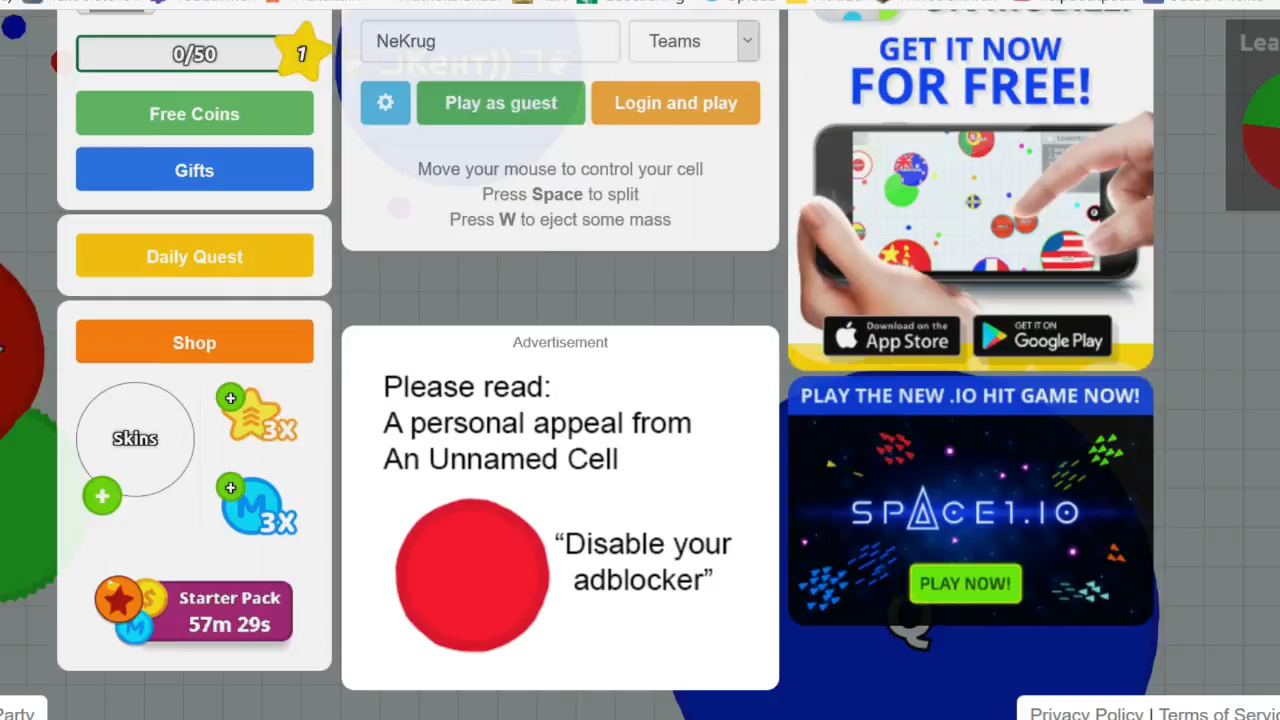 0/50
1
Free Coins
Gifts
Daily Quest
Shop
Skins
3X
3X
Starter Pack
57m 29s
Party
NeKrug
Teams
Play as guest
Login and play
Move your mouse to control your cell
Press Space to split
Press W to eject some mass
Advertisement
Please read:
A personal appeal from
An Unnamed Cell
“Disable your
adblocker”
GET IT NOW
FOR FREE!
Download on the
App Store
GET IT ON
Google Play
PLAY THE NEW .IO HIT GAME NOW!
SPACE1.IO
PLAY NOW!
Q
Lea
Privacy Policy | Terms of Servic